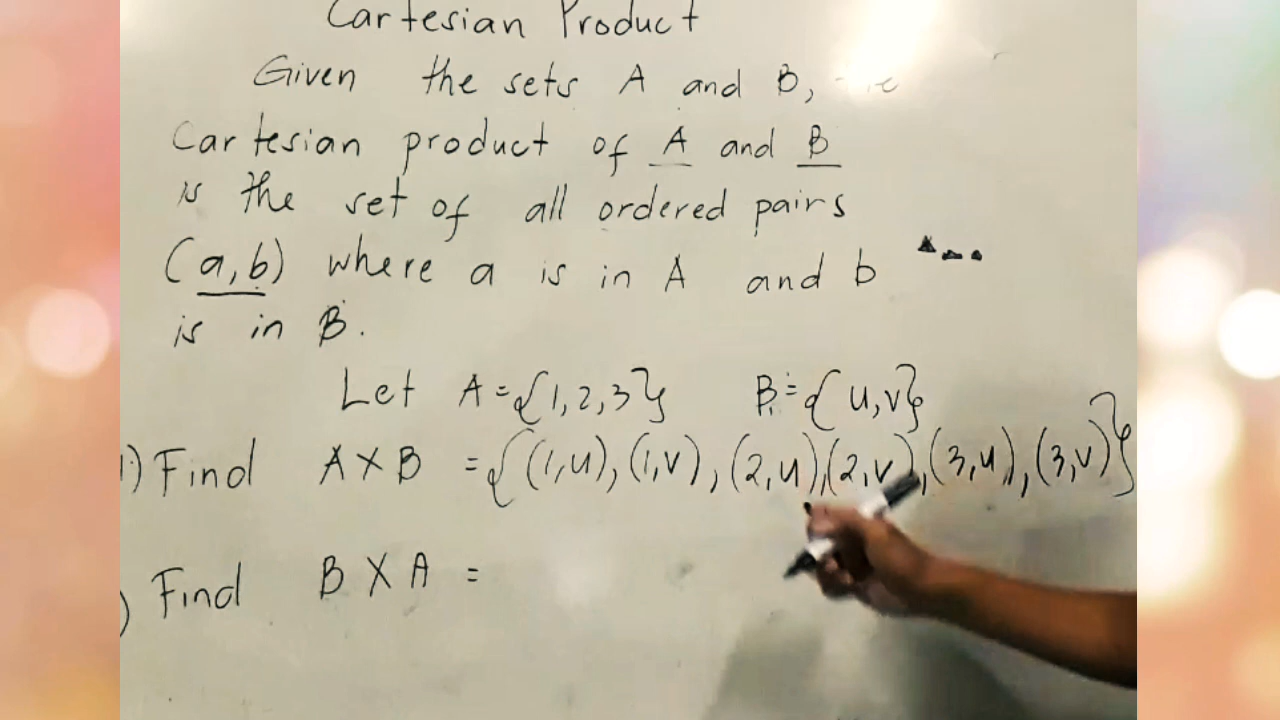 Cartesian Product
Given the sets A and B,
Cartesian product of A and B
is the set of all ordered pairs
(a,b) where a is in A and b
is in B.
Let A={1,2,3} B={u,v}
1) Find A X B ={(1,u),(1,v),(2,u),(2,v),(3,u),(3,v)}
) Find B X A =